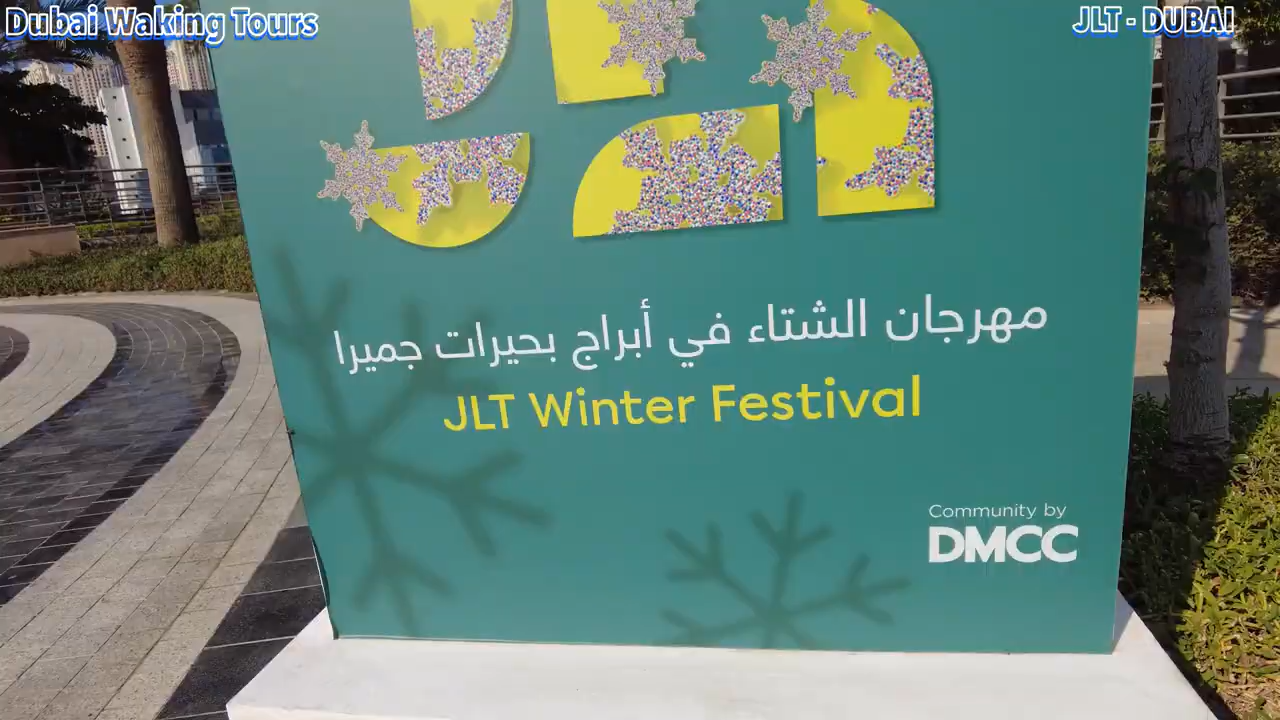 Dubai Waking Tours
JLT - DUBAI
مهرجان الشتاء في أبراج بحيرات جميرا
JLT Winter Festival
Community by
DMCC